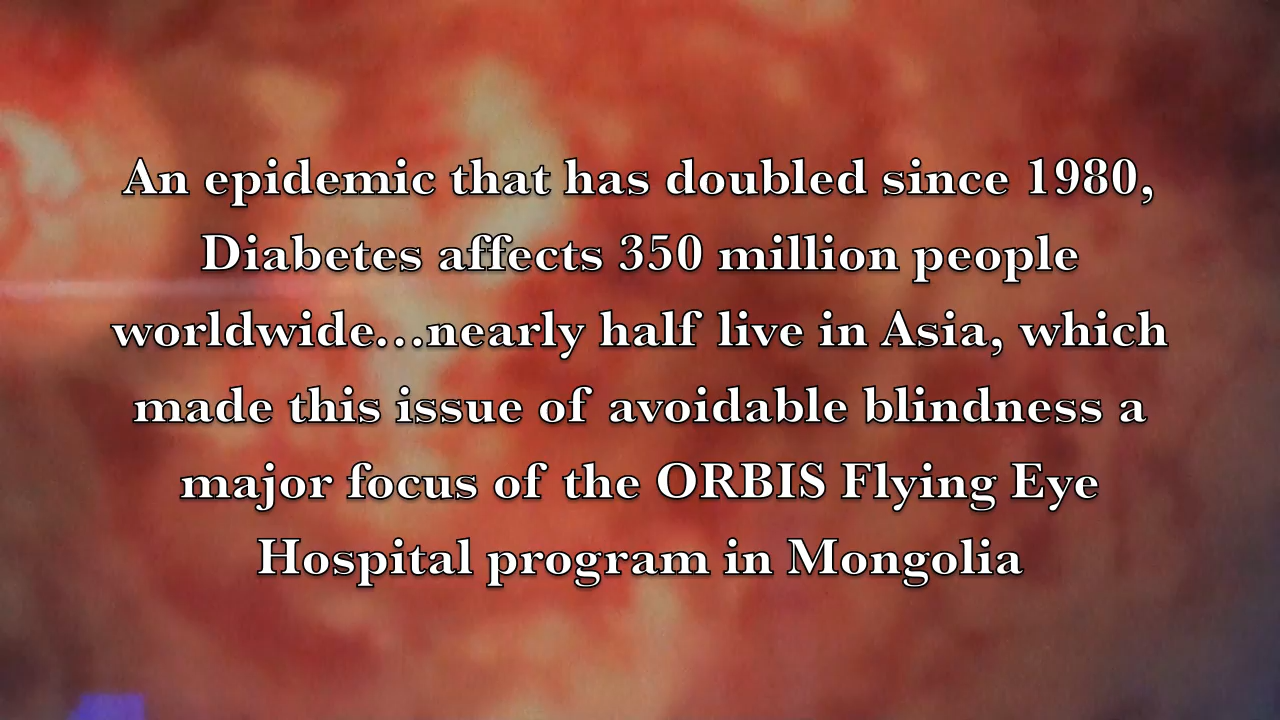 An epidemic that has doubled since 1980,
Diabetes affects 350 million people
worldwide...nearly half live in Asia, which
made this issue of avoidable blindness a
major focus of the ORBIS Flying Eye
Hospital program in Mongolia